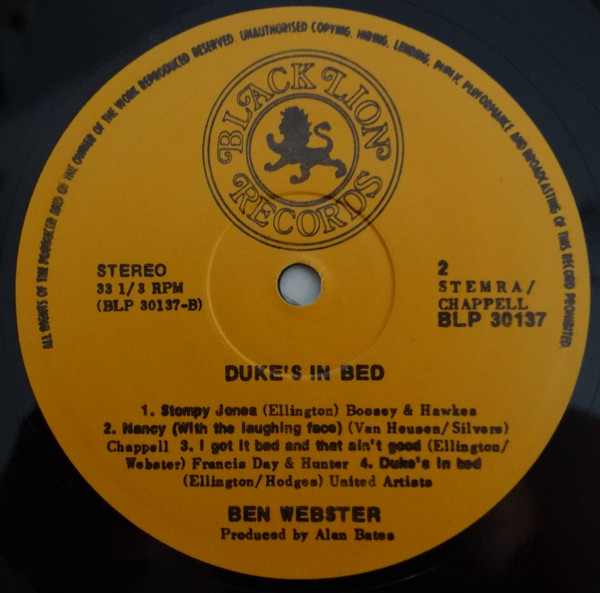 ALL RIGHTS OF THE PRODUCER AND OF THE OWNER OF THE WORK REPRODUCED RESERVED. UNAUTHORISED COPYING, HIRING, LENDING, PUBLIC PERFORMANCE AND BROADCASTING OF THIS RECORD PROHIBITED.
BLACK LION
RECORDS
STEREO
33 1/3 RPM
(BLP 30137-B)
2
STEMRA/
CHAPPELL
BLP 30137
DUKE'S IN BED
1. Stompy Jones (Ellington) Boosey & Hawkes
2. Nancy (With the laughing face) (Van Heusen/Silvers)
Chappell 3. I got it bad and that ain't good (Ellington/
Webster) Francis Day & Hunter 4. Duke's in bed
(Ellington/Hodges) United Artists
BEN WEBSTER
Produced by Alan Bates